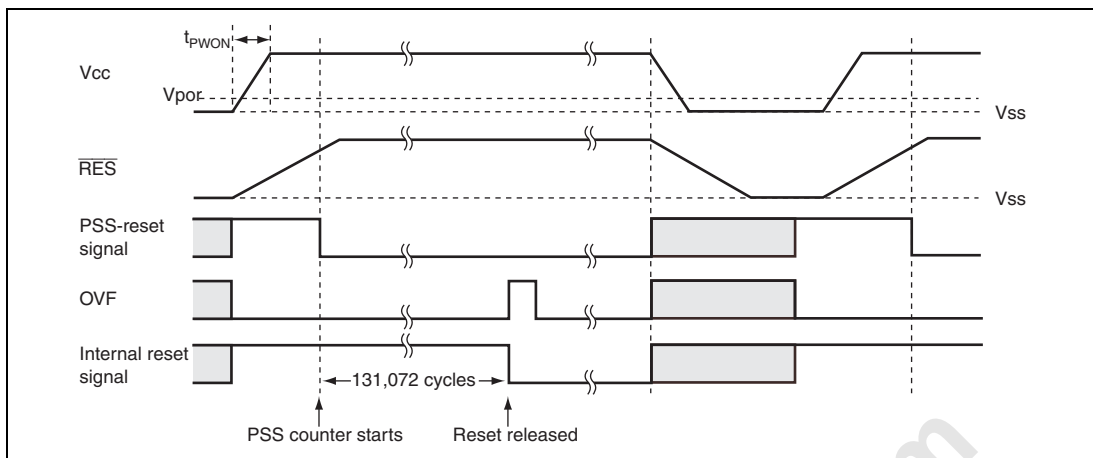 tPWON
Vcc
Vpor
Vss
RES
Vss
PSS-reset
signal
OVF
Internal reset
signal
131,072 cycles
PSS counter starts
Reset released